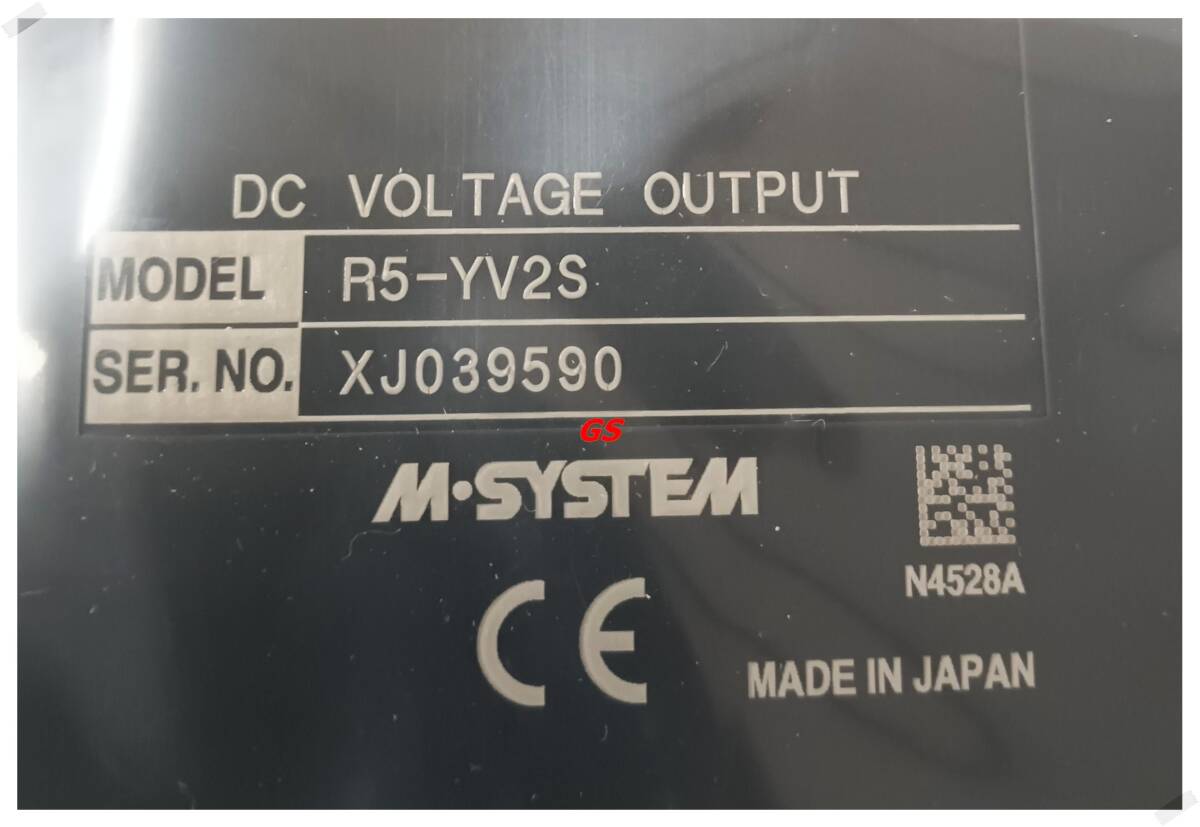 DC VOLTAGE OUTPUT
MODEL R5-YV2S
SER. NO. XJ039590
GS
M·SYSTEM
N4528A
CE
MADE IN JAPAN